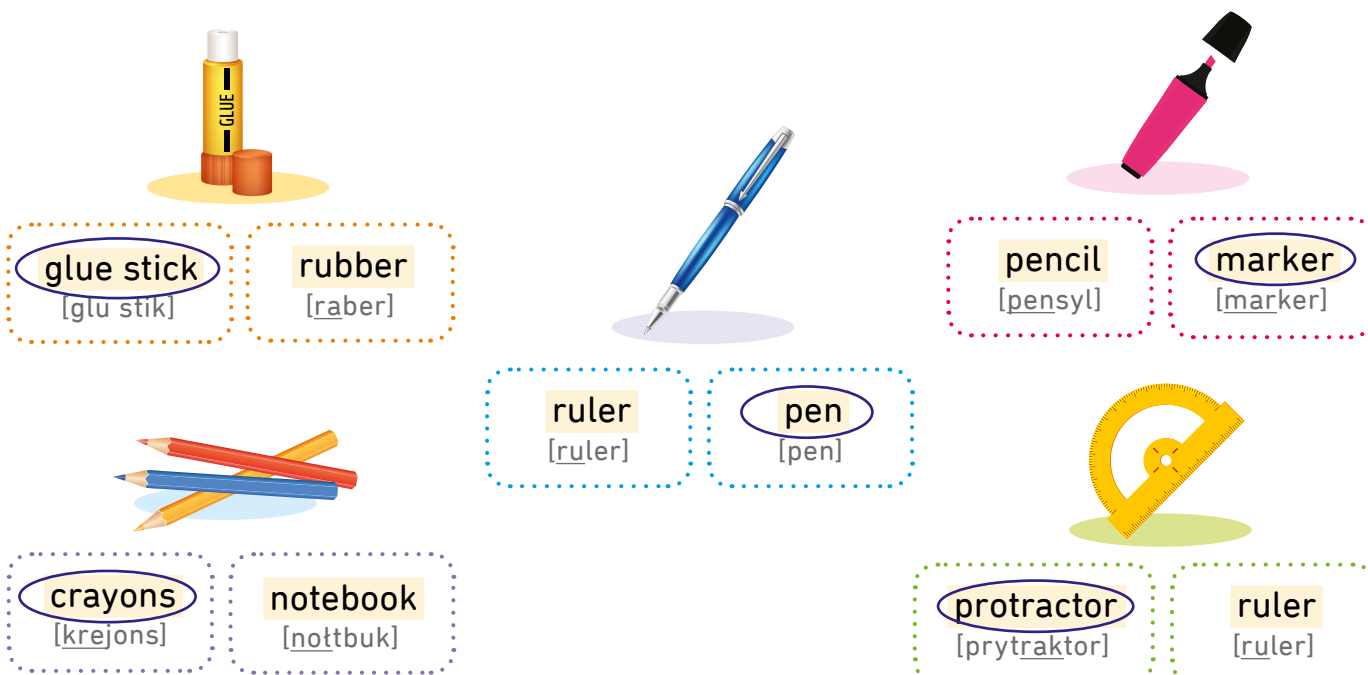 GLUE
glue stick
[glu stik]
rubber
[raber]
ruler
[ruler]
pen
[pen]
pencil
[pensyl]
marker
[marker]
crayons
[krejons]
notebook
[nołtbuk]
protractor
[prytraktor]
ruler
[ruler]